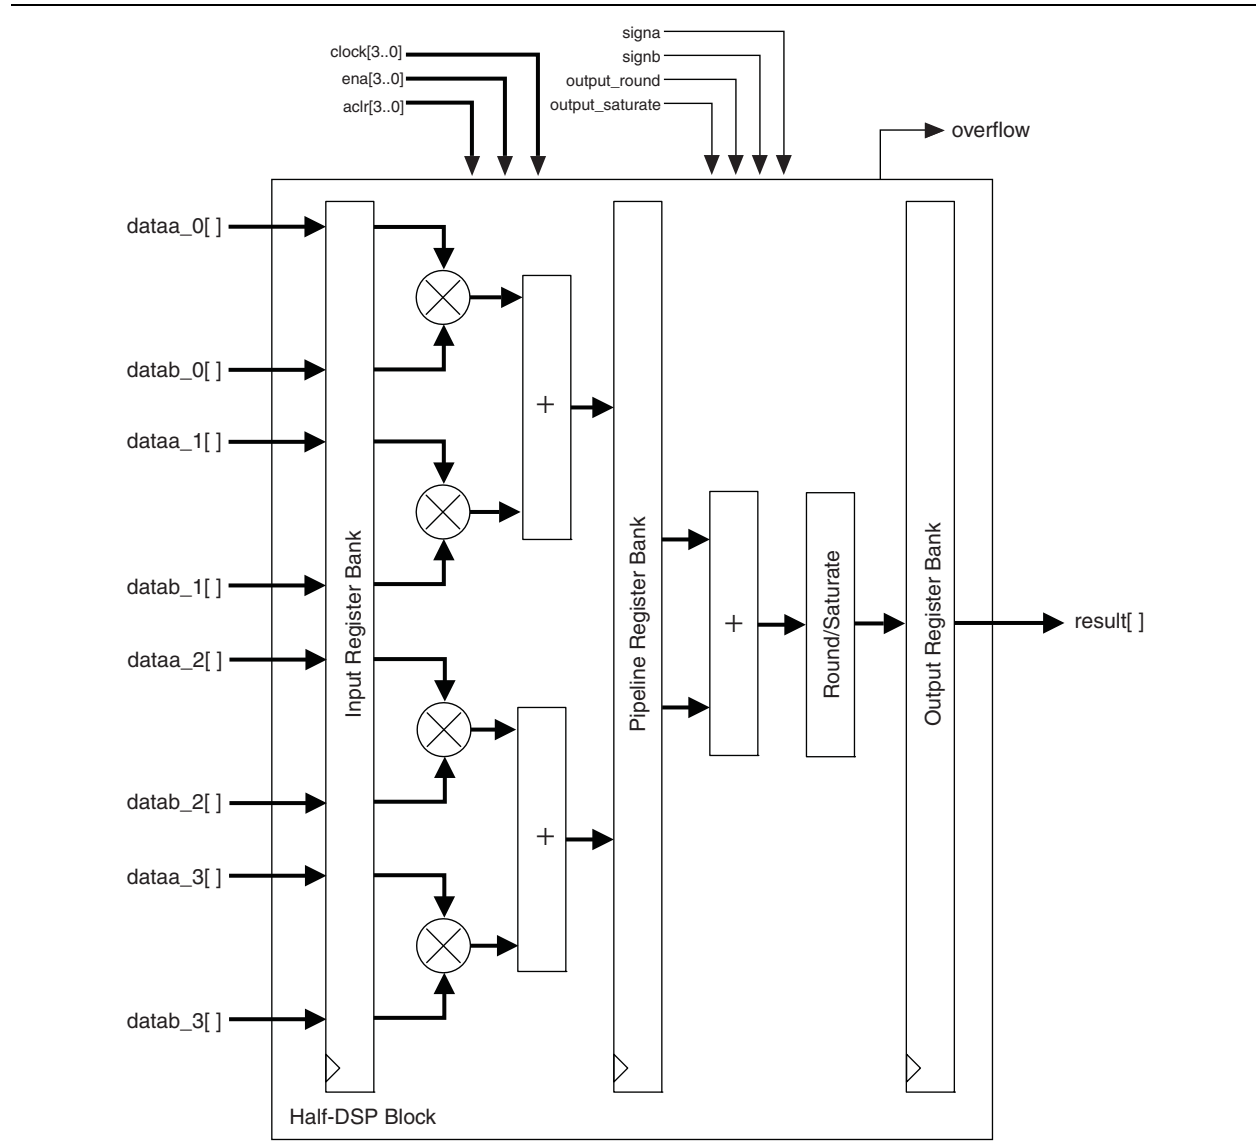 signa
clock[3..0]
signb
ena[3..0]
output_round
aclr[3..0]
output_saturate
overflow
dataa_0[ ]
datab_0[ ]
+
dataa_1[ ]
datab_1[ ]
Input Register Bank
Pipeline Register Bank
+
Round/Saturate
Output Register Bank
result[ ]
dataa_2[ ]
datab_2[ ]
+
dataa_3[ ]
datab_3[ ]
Half-DSP Block